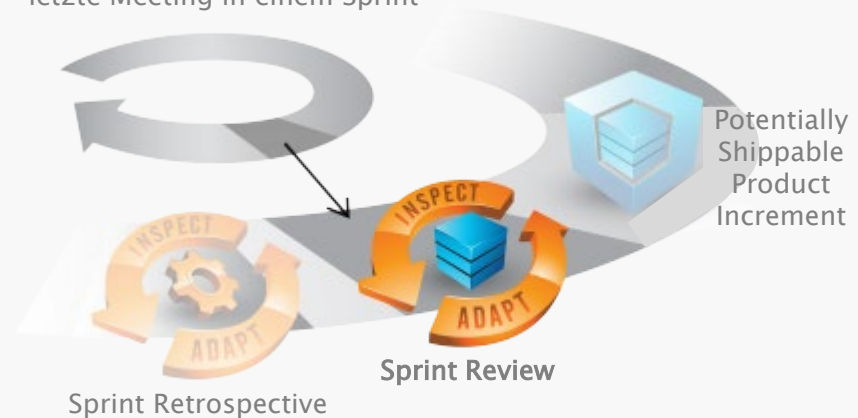 letzte Meeting in einem Sprint
Potentially
Shippable
Product
Increment
INSPECT
ADAPT
Sprint Review
INSPECT
ADAPT
Sprint Retrospective